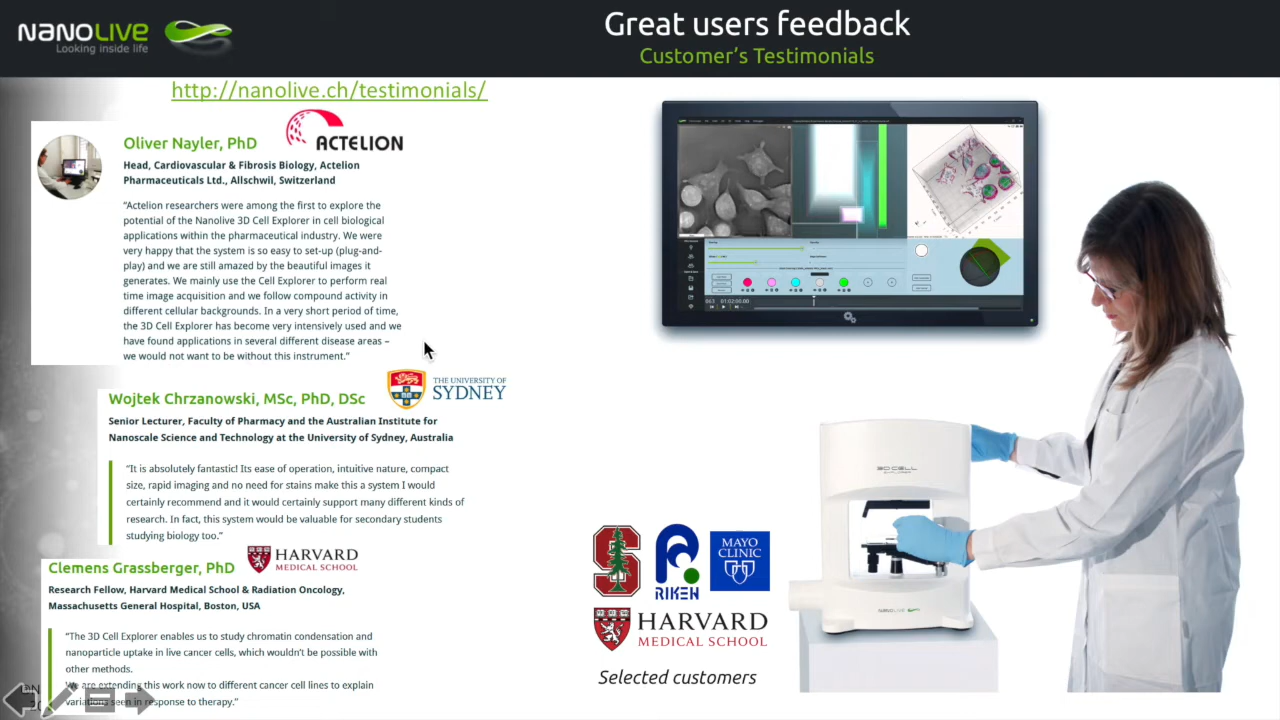 NANOLIVE
Looking inside life
Great users feedback
Customer's Testimonials
http://nanolive.ch/testimonials/
Oliver Nayler, PhD
ACTELION
Head, Cardiovascular & Fibrosis Biology, Actelion
Pharmaceuticals Ltd., Allschwil, Switzerland
“Actelion researchers were among the first to explore the
potential of the Nanolive 3D Cell Explorer in cell biological
applications within the pharmaceutical industry. We were
very happy that the system is so easy to set-up (plug-and-
play) and we are still amazed by the beautiful images it
generates. We mainly use the Cell Explorer to perform real
time image acquisition and we follow compound activity in
different cellular backgrounds. In a very short period of time,
the 3D Cell Explorer has become very intensively used and we
have found applications in several different disease areas –
we would not want to be without this instrument.”
Wojtek Chrzanowski, MSc, PhD, DSc
THE UNIVERSITY OF
SYDNEY
Senior Lecturer, Faculty of Pharmacy and the Australian Institute for
Nanoscale Science and Technology at the University of Sydney, Australia
“It is absolutely fantastic! Its ease of operation, intuitive nature, compact
size, rapid imaging and no need for stains make this a system I would
certainly recommend and it would certainly support many different kinds of
research. In fact, this system would be valuable for secondary students
studying biology too.”
Clemens Grassberger, PhD
HARVARD
MEDICAL SCHOOL
Research Fellow, Harvard Medical School & Radiation Oncology,
Massachusetts General Hospital, Boston, USA
“The 3D Cell Explorer enables us to study chromatin condensation and
nanoparticle uptake in live cancer cells, which wouldn't be possible with
other methods.
We are extending this work now to different cancer cell lines to explain
variations seen in response to therapy.”
3D CELL
NANOLIVE
RIKEN
MAYO
CLINIC
HARVARD
MEDICAL SCHOOL
Selected customers